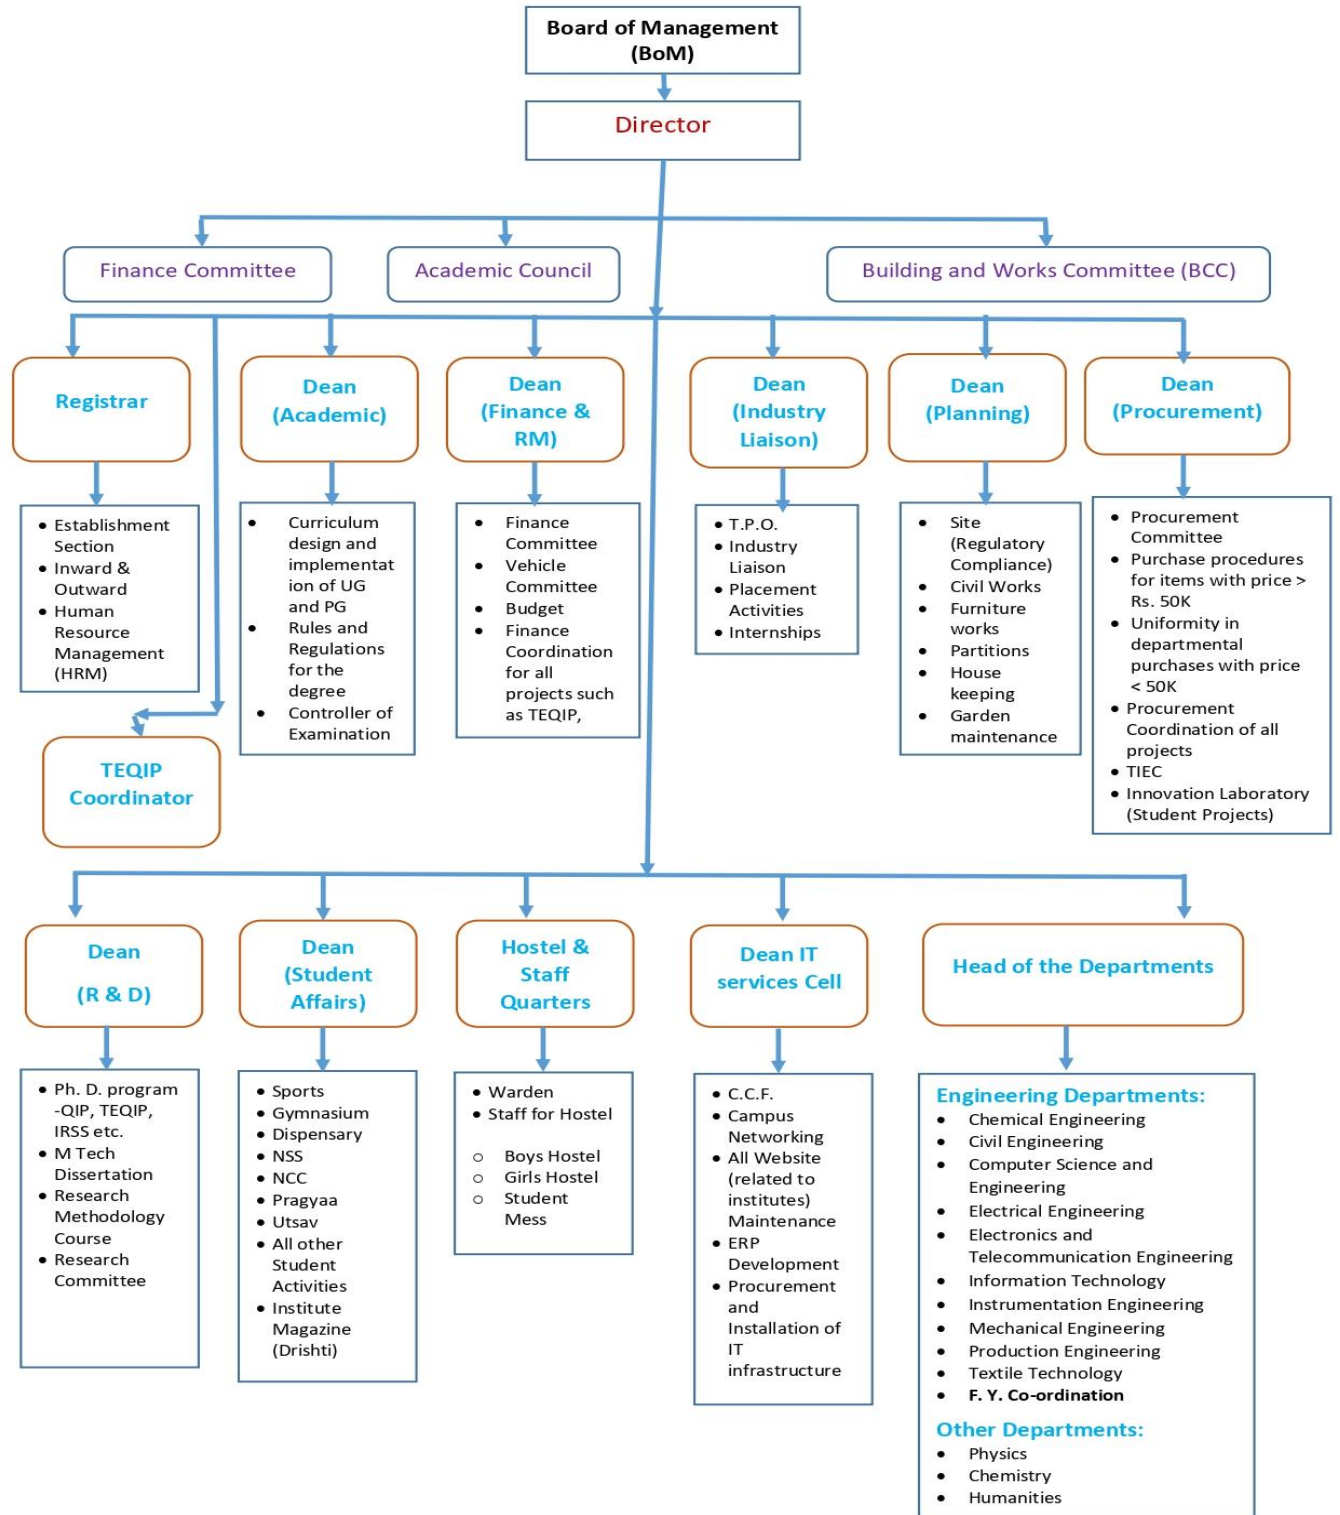 Board of Management
(BoM)
Director
Finance Committee
Academic Council
Building and Works Committee (BCC)
Registrar
Dean
(Academic)
Dean
(Finance &
RM)
Dean
(Industry
Liaison)
Dean
(Planning)
Dean
(Procurement)
• Establishment
Section
• Inward &
Outward
• Human
Resource
Management
(HRM)
• Curriculum
design and
implementat
ion of UG
and PG
• Rules and
Regulations
for the
degree
• Controller of
Examination
• Finance
Committee
• Vehicle
Committee
• Budget
• Finance
Coordination
for all
projects such
as TEQIP,
• T.P.O.
• Industry
Liaison
• Placement
Activities
• Internships
• Site
(Regulatory
Compliance)
• Civil Works
• Furniture
works
• Partitions
• House
keeping
• Garden
maintenance
• Procurement
Committee
• Purchase procedures
for items with price >
Rs. 50K
• Uniformity in
departmental
purchases with price
< 50K
• Procurement
Coordination of all
projects
• TIEC
• Innovation Laboratory
(Student Projects)
TEQIP
Coordinator
Dean
(R & D)
Dean
(Student
Affairs)
Hostel &
Staff
Quarters
Dean IT
services Cell
Head of the Departments
• Ph. D. program
-QIP, TEQIP,
IRSS etc.
• M Tech
Dissertation
• Research
Methodology
Course
• Research
Committee
• Sports
• Gymnasium
• Dispensary
• NSS
• NCC
• Pragyaa
• Utsav
• All other
Student
Activities
• Institute
Magazine
(Drishti)
• Warden
• Staff for Hostel
o Boys Hostel
o Girls Hostel
o Student
Mess
• C.C.F.
• Campus
Networking
• All Website
(related to
institutes)
Maintenance
• ERP
Development
• Procurement
and
Installation of
IT
infrastructure
Engineering Departments:
• Chemical Engineering
• Civil Engineering
• Computer Science and
Engineering
• Electrical Engineering
• Electronics and
Telecommunication Engineering
• Information Technology
• Instrumentation Engineering
• Mechanical Engineering
• Production Engineering
• Textile Technology
• F. Y. Co-ordination
Other Departments:
• Physics
• Chemistry
• Humanities